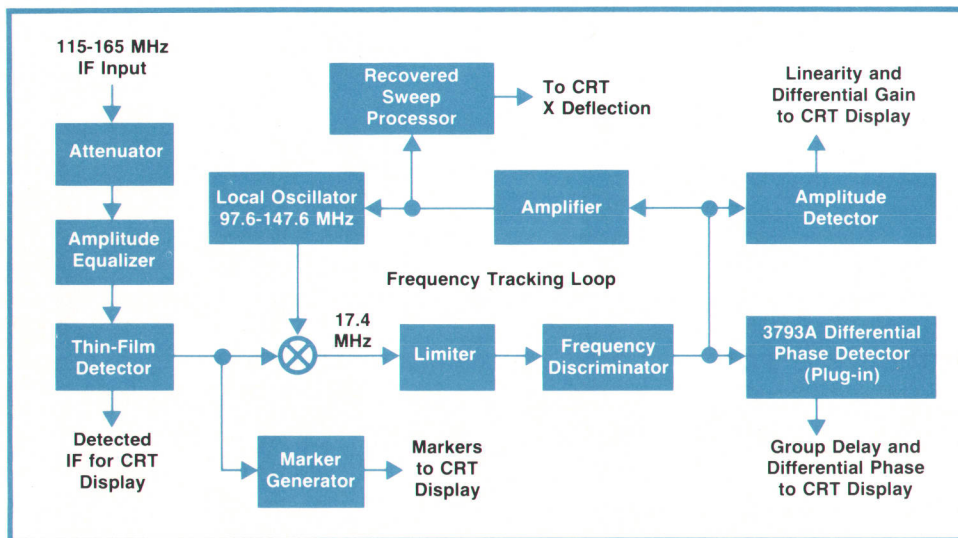 115-165 MHz
IF Input
Attenuator
Amplitude
Equalizer
Thin-Film
Detector
Detected
IF for CRT
Display
Recovered
Sweep
Processor
To CRT
X Deflection
Local Oscillator
97.6-147.6 MHz
Amplifier
Linearity and
Differential Gain
to CRT Display
Amplitude
Detector
Frequency Tracking Loop
17.4
MHz
Limiter
Frequency
Discriminator
3793A Differential
Phase Detector
(Plug-in)
Group Delay and
Differential Phase
to CRT Display
Marker
Generator
Markers
to CRT
Display